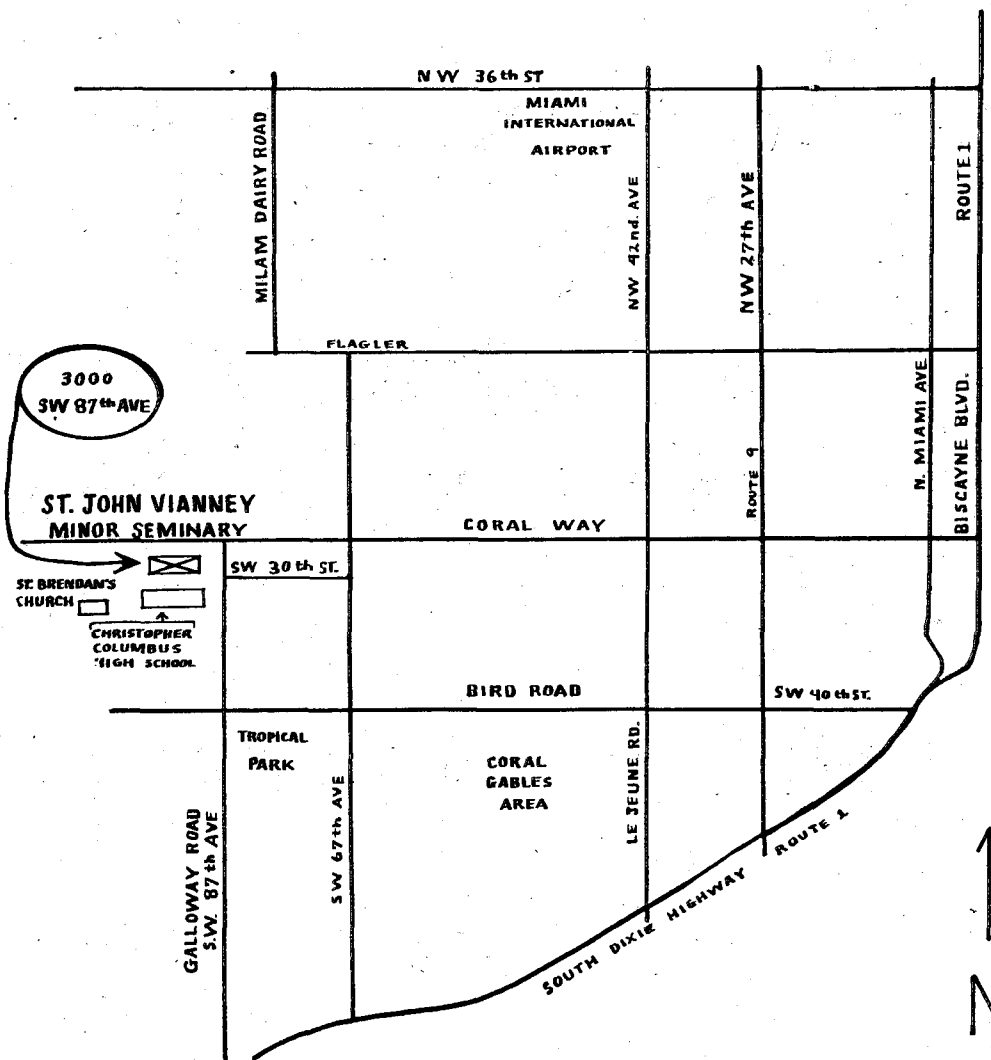 N W 36th ST
MIAMI
INTERNATIONAL
AIRPORT
MILAM DAIRY ROAD
NW 42nd. AVE
NW 27th AVE
ROUTE 1
FLAGLER
3000
SW 87th AVE
N. MIAMI AVE
BISCAYNE BLVD.
ROUTE 9
ST. JOHN VIANNEY
MINOR SEMINARY
CORAL WAY
SW 30th ST.
ST. BRENDAN'S
CHURCH
CHRISTOPHER
COLUMBUS
HIGH SCHOOL
BIRD ROAD
SW 40th ST.
TROPICAL
PARK
CORAL
GABLES
AREA
LE JEUNE RD.
SW 67th AVE
GALLOWAY ROAD
S.W. 87th AVE
SOUTH DIXIE HIGHWAY ROUTE 1
N